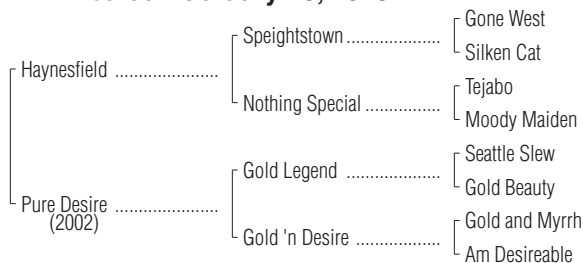 Gone West
Speightstown
Silken Cat
Haynesfield
Tejabo
Nothing Special
Moody Maiden
Seattle Slew
Gold Legend
Gold Beauty
Pure Desire
(2002)
Gold and Myrrh
Gold 'n Desire
Am Desireable